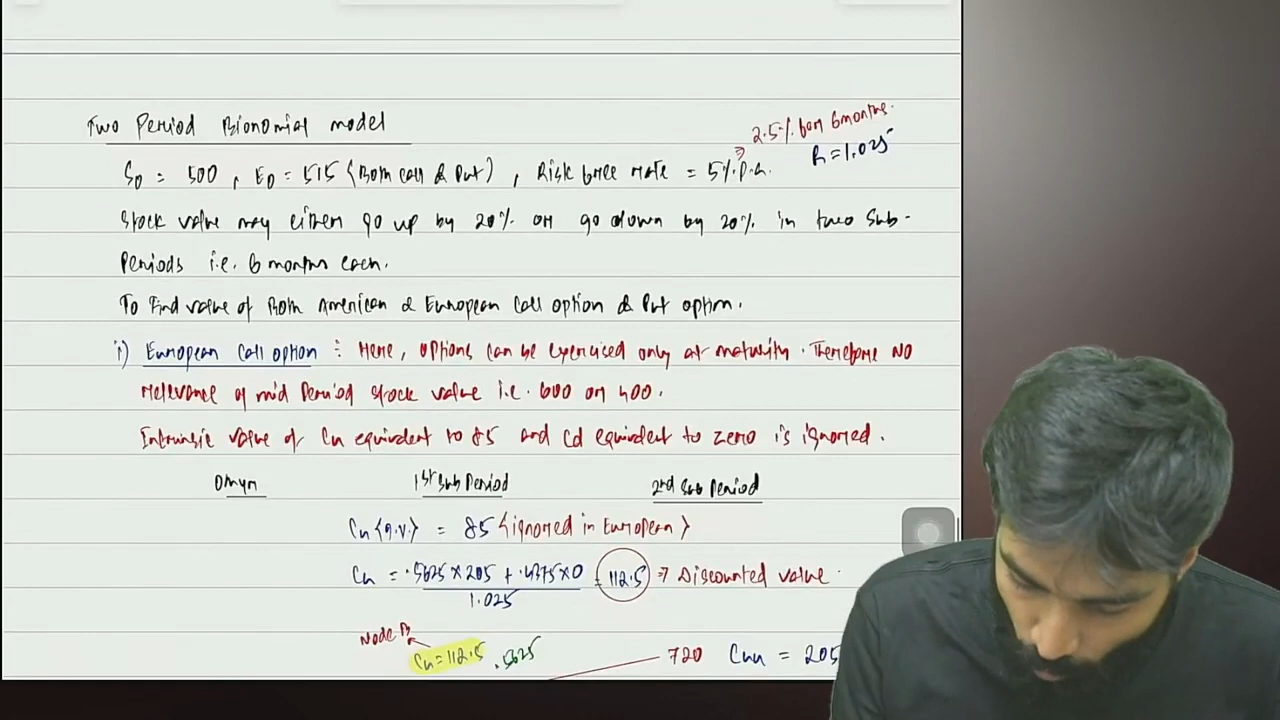 Two Period Bionomial model
2.5% for 6 months.
R = 1.025
S0 = 500, E0 = 515 (Both call & Put), Risk free rate = 5% p.a.
Stock value may either go up by 20% or go down by 20% in two sub-
Periods i.e. 6 months each.
To Find value of Both American & European Call option & Put option.
i) European Call option : Here, options can be exercised only at maturity. Therefore NO
relevance of mid Period stock value i.e. 600 or 400.
Intrinsic value of Cu equivalent to 85 and Cd equivalent to zero is ignored.
0myr 1st Sub Period 2nd Sub Period
Cu = 85 {ignored in European}
Cu = .5625 × 205 + .4375 × 0 = 112.5 ⇒ Discounted value.
1.025
Node B
Cu = 112.5 .5625 720 Cuu = 205